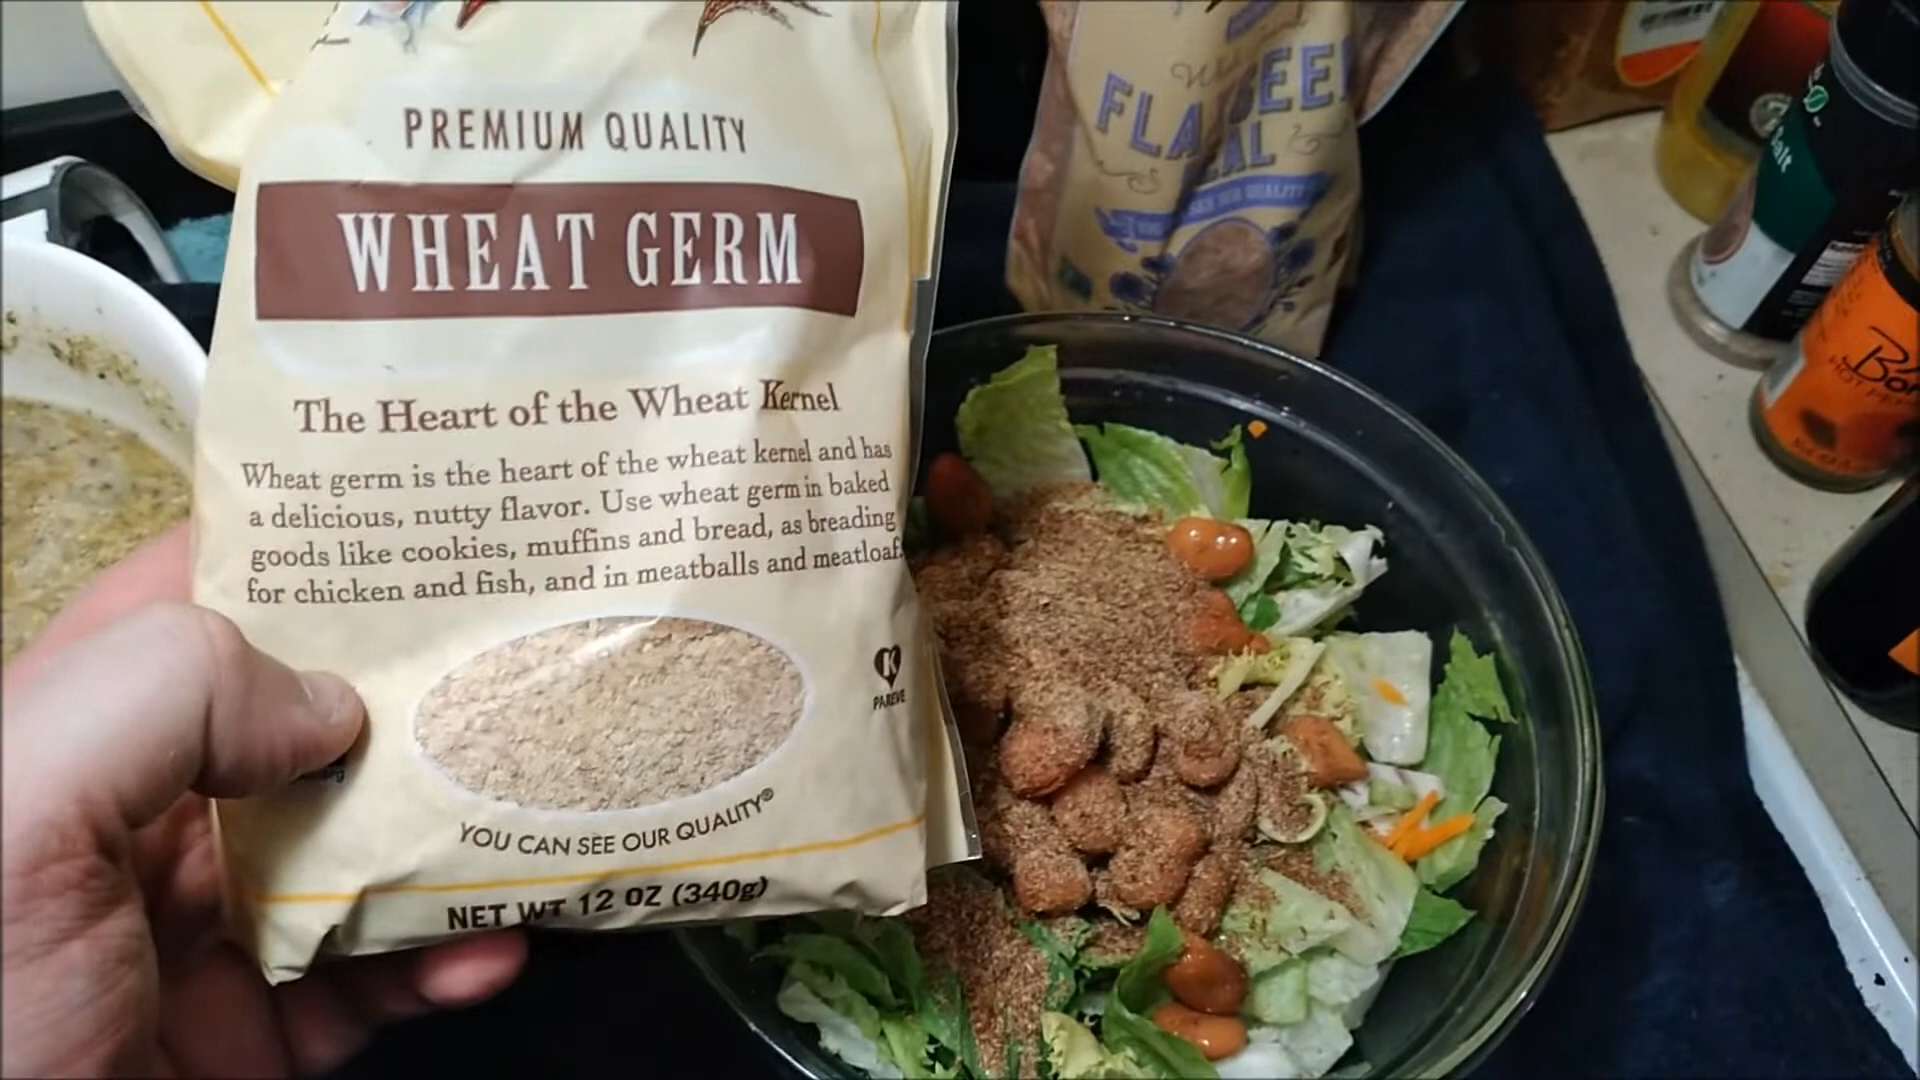 PREMIUM QUALITY
WHEAT GERM
The Heart of the Wheat Kernel
Wheat germ is the heart of the wheat kernel and has
a delicious, nutty flavor. Use wheat germ in baked
goods like cookies, muffins and bread, as breading
for chicken and fish, and in meatballs and meatloaf.
K
PAREVE
YOU CAN SEE OUR QUALITY®
NET WT 12 OZ (340g)
Salt